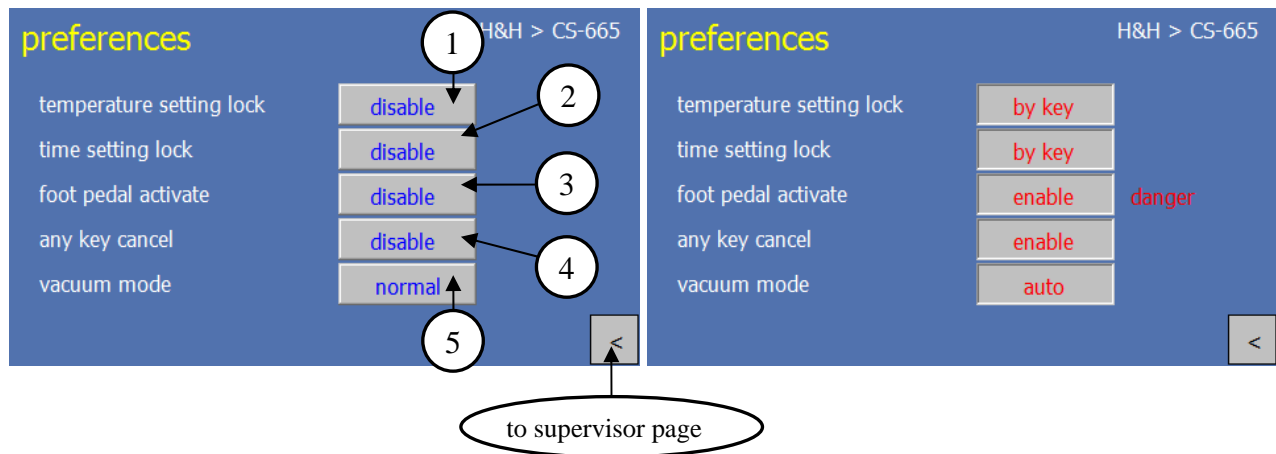 preferences
H&H > CS-665
1
temperature setting lock
disable
2
time setting lock
disable
3
foot pedal activate
disable
any key cancel
disable
4
vacuum mode
normal
5
<
preferences
H&H > CS-665
temperature setting lock
by key
time setting lock
by key
foot pedal activate
enable
danger
any key cancel
enable
vacuum mode
auto
<
to supervisor page